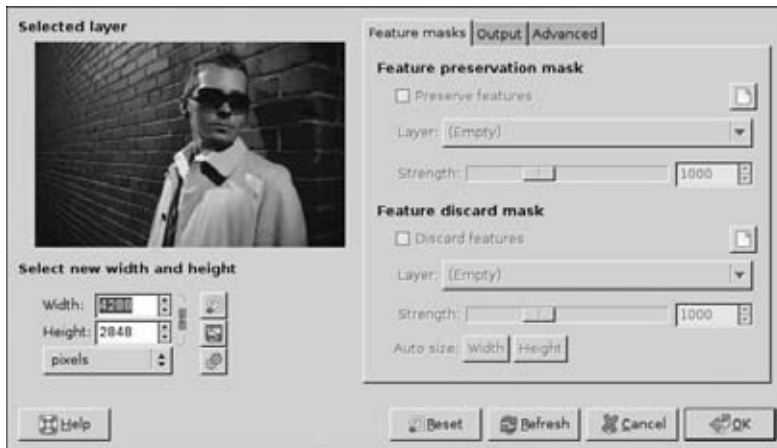 Selected layer
Feature masks Output Advanced
Feature preservation mask
Preserve features
Layer: (Empty)
Strength: 1000
Feature discard mask
Discard features
Layer: (Empty)
Strength: 1000
Auto size: Width Height
Select new width and height
Width: 4288
Height: 2848
pixels
Help
Reset Refresh Cancel OK